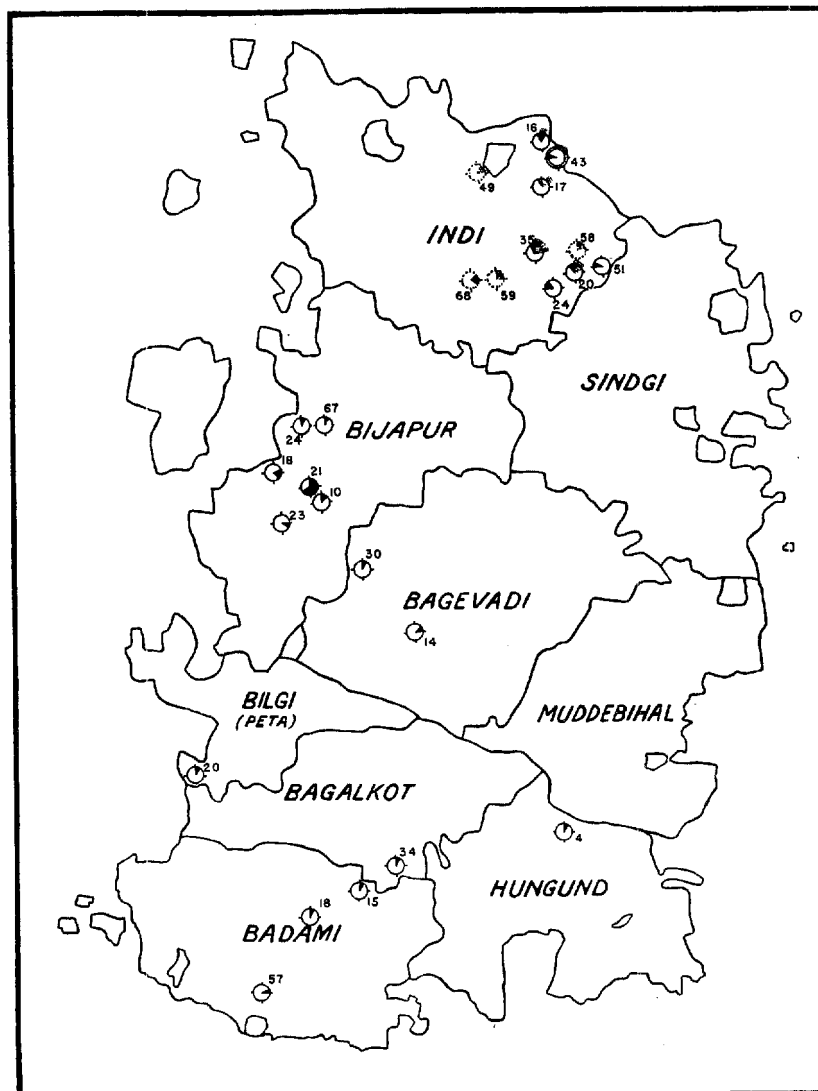 16
43
49
17
INDI
35
58
51
20
68
59
24
SINDGI
67
24
BIJAPUR
18
21
10
23
30
BAGEVADI
14
BILGI
(PETA)
MUDDEBIHAL
20
BAGALKOT
4
34
HUNGUND
15
18
BADAMI
57